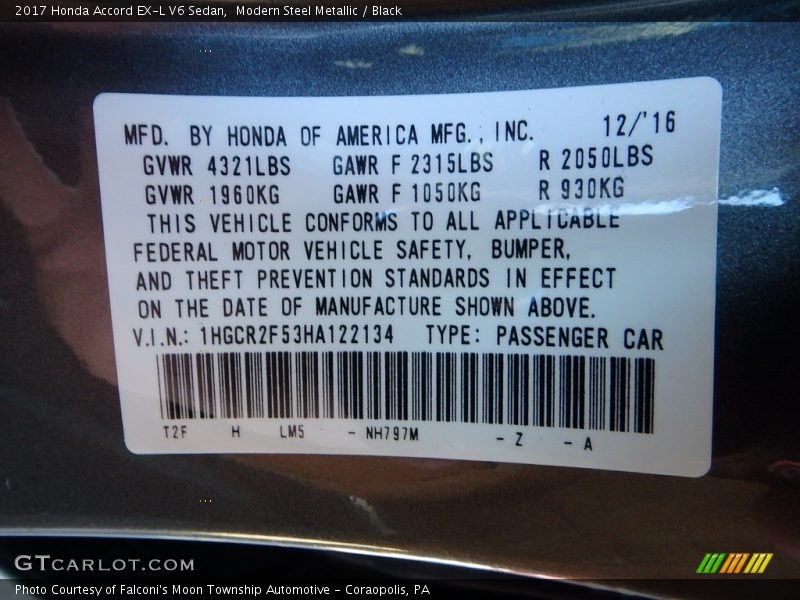 2017 Honda Accord EX-L V6 Sedan,  Modern Steel Metallic / Black
MFD. BY HONDA OF AMERICA MFG., INC. 12/'16
GVWR 4321LBS GAWR F 2315LBS R 2050LBS
GVWR 1960KG GAWR F 1050KG R 930KG
THIS VEHICLE CONFORMS TO ALL APPLICABLE
FEDERAL MOTOR VEHICLE SAFETY, BUMPER,
AND THEFT PREVENTION STANDARDS IN EFFECT
ON THE DATE OF MANUFACTURE SHOWN ABOVE.
V.I.N.: 1HGCR2F53HA122134 TYPE: PASSENGER CAR
T2F H LM5 - NH797M - Z - A
GTCARLOT.COM
Photo Courtesy of Falconi's Moon Township Automotive - Coraopolis, PA